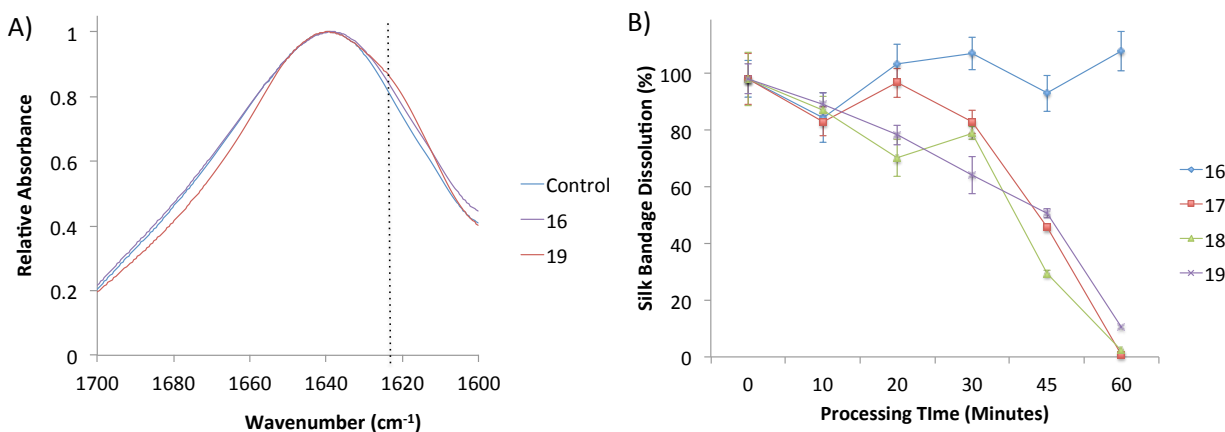 A)
Relative Absorbance
1
0.8
0.6
0.4
0.2
0
1700 1680 1660 1640 1620 1600
Wavenumber (cm⁻¹)
Control
16
19
B)
Silk Bandage Dissolution (%)
100
80
60
40
20
0
0 10 20 30 45 60
Processing TIme (Minutes)
16
17
18
19